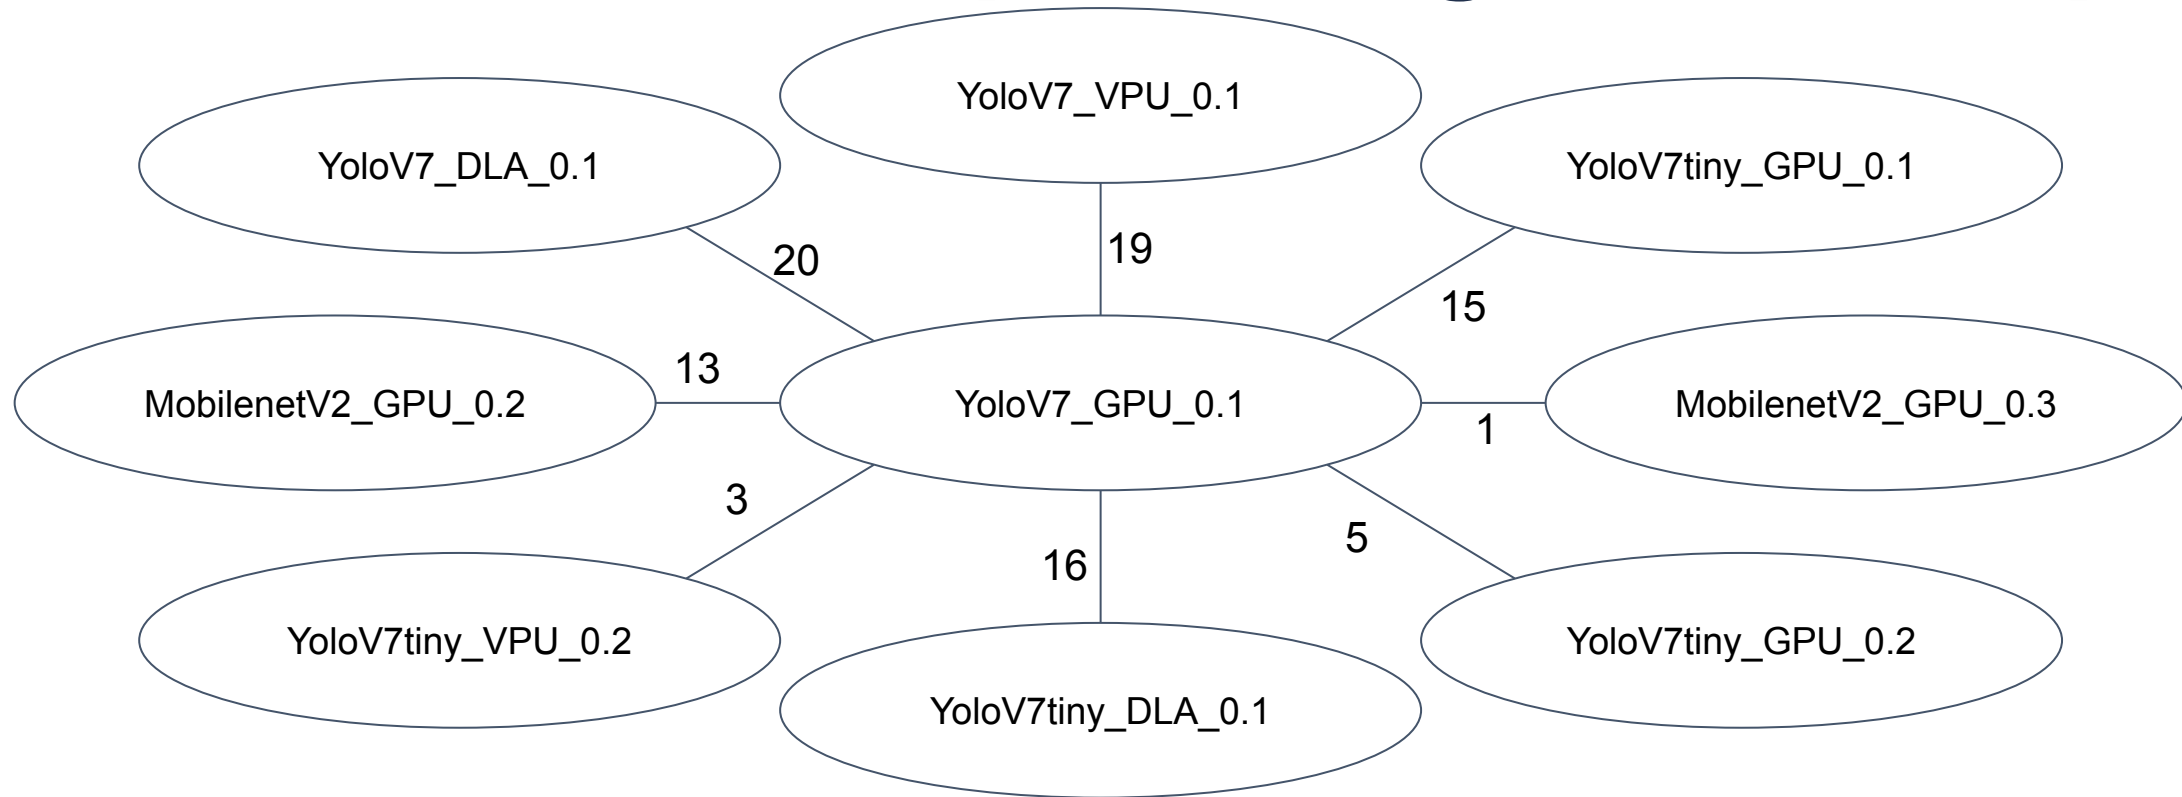 YoloV7_VPU_0.1
YoloV7_DLA_0.1
YoloV7tiny_GPU_0.1
20
19
15
13
MobilenetV2_GPU_0.2
YoloV7_GPU_0.1
MobilenetV2_GPU_0.3
1
3
16
5
YoloV7tiny_VPU_0.2
YoloV7tiny_GPU_0.2
YoloV7tiny_DLA_0.1